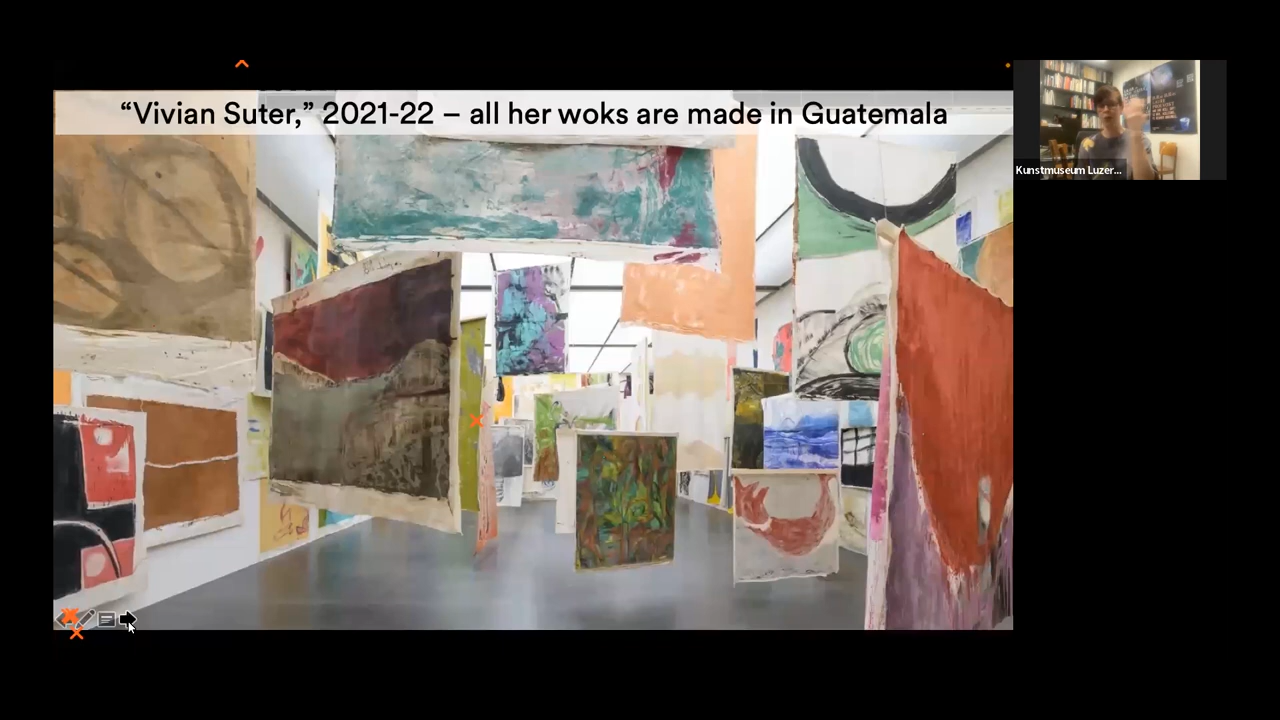 “Vivian Suter,” 2021-22 – all her woks are made in Guatemala
Kunstmuseum Luzer...